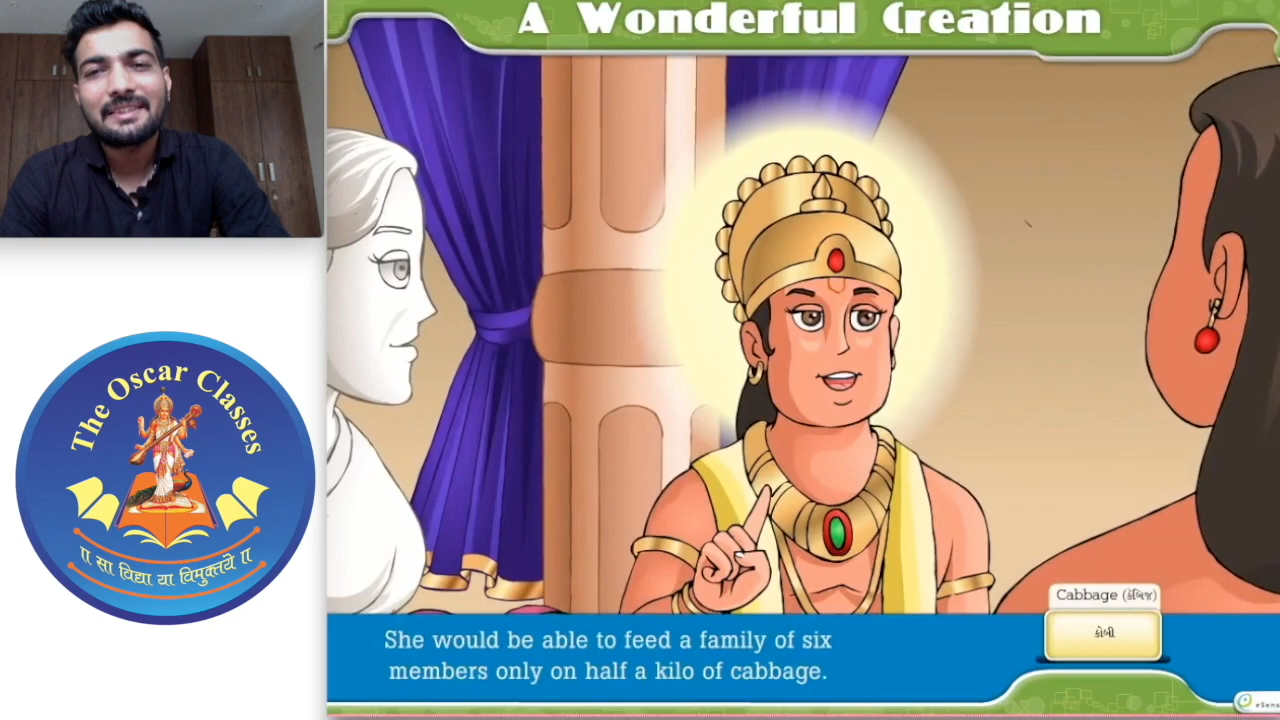 A Wonderful Creation
The Oscar Classes
॥ सा विद्या या विमुक्तये ॥
She would be able to feed a family of six
members only on half a kilo of cabbage.
Cabbage (કૅબિજ)
કોબી